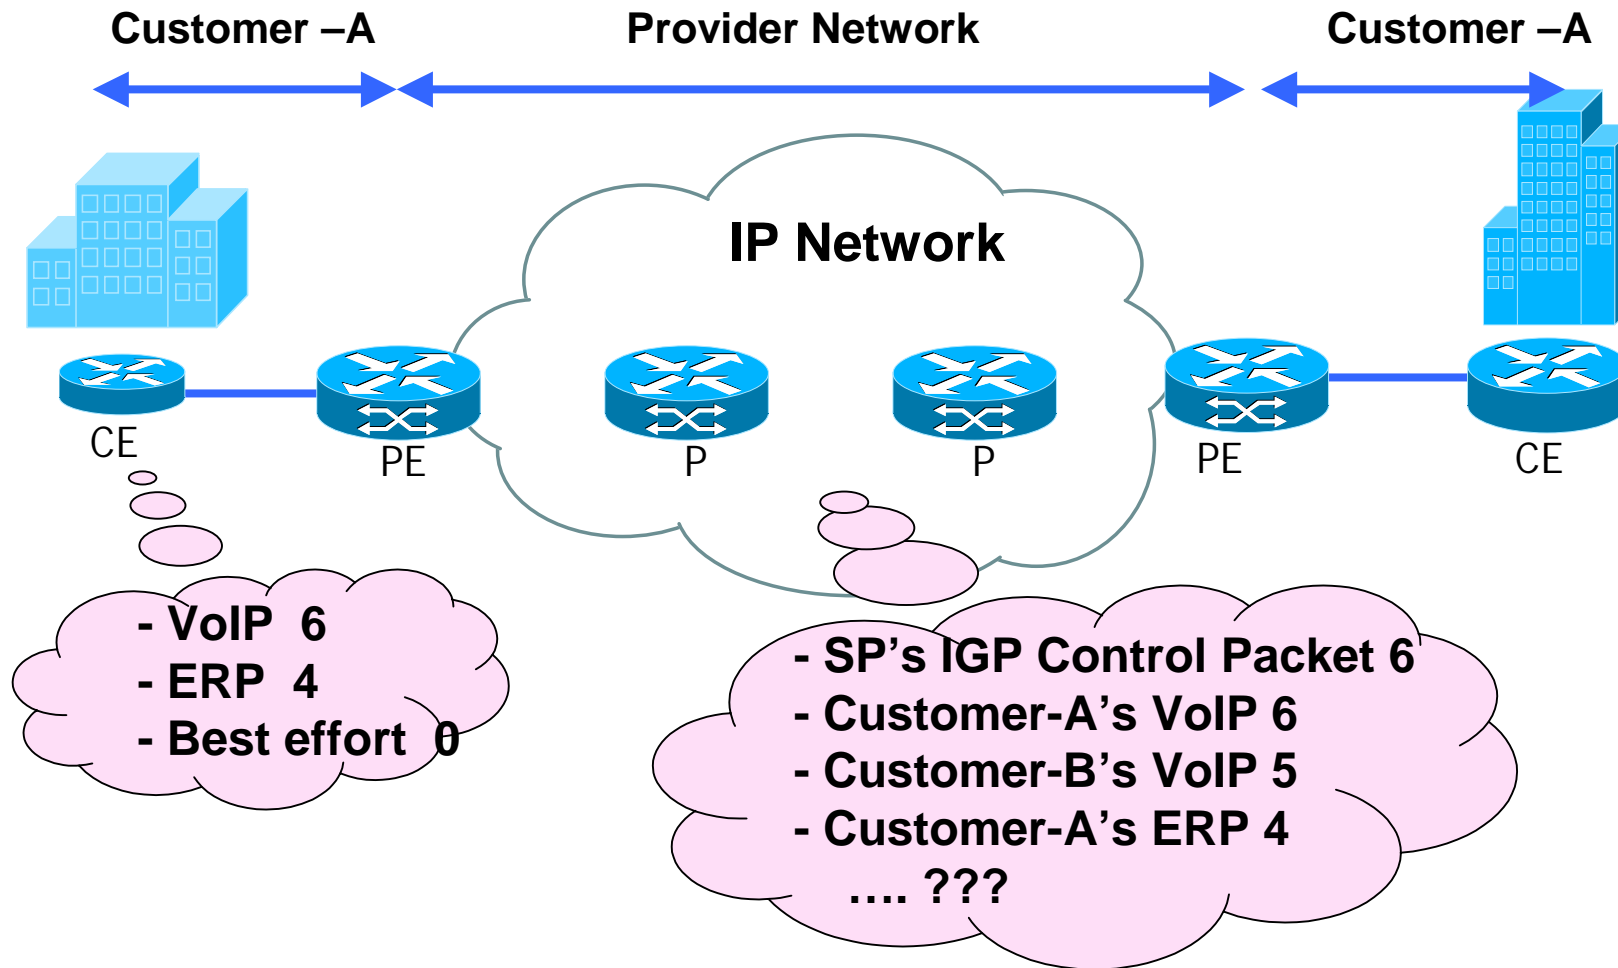 Customer –A
Provider Network
Customer –A
IP Network
CE
PE
P
P
PE
CE
- VoIP  6
- ERP  4
- Best effort  0
- SP’s IGP Control Packet 6
- Customer-A’s VoIP 6
- Customer-B’s VoIP 5
- Customer-A’s ERP 4
…. ???